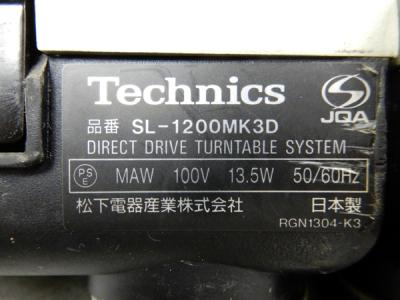 Technics
JQA
品番 SL-1200MK3D
DIRECT DRIVE TURNTABLE SYSTEM
PS E MAW 100V 13.5W 50/60Hz
松下電器産業株式会社 日本製
RGN1304-K3